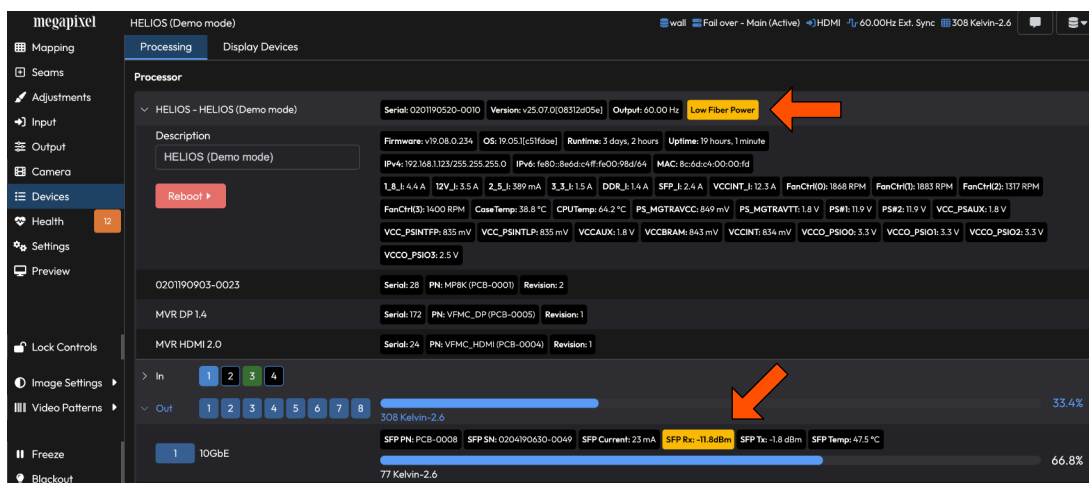 megapixel
HELIOS (Demo mode)
wall Fail over - Main (Active) HDMI 60.00Hz Ext. Sync 308 Kelvin-2.6
Mapping
Processing Display Devices
Seams
Processor
Adjustments
HELIOS - HELIOS (Demo mode) Serial: 0201190520-0010 Version: v25.07.0[08312d05e] Output: 60.00 Hz Low Fiber Power
Input
Description
Firmware: v19.08.0.234 OS: 19.05.1[c51fdae] Runtime: 3 days, 2 hours Uptime: 19 hours, 1 minute
Output
HELIOS (Demo mode)
IPv4: 192.168.1.123/255.255.255.0 IPv6: fe80::8e6d:c4ff:fe00:98d/64 MAC: 8c:6d:c4:00:00:fd
Camera
1_8_I: 4.4 A 12V_I: 3.5 A 2_5_I: 389 mA 3_3_I: 1.5 A DDR_I: 1.4 A SFP_I: 2.4 A VCCINT_I: 12.3 A FanCtrl(0): 1868 RPM FanCtrl(1): 1883 RPM FanCtrl(2): 1317 RPM
Devices
Reboot
FanCtrl(3): 1400 RPM CaseTemp: 38.8 °C CPUTemp: 64.2 °C PS_MGTRAVCC: 849 mV PS_MGTRAVTT: 1.8 V PS#1: 11.9 V PS#2: 11.9 V VCC_PSAUX: 1.8 V
Health 12
VCC_PSINTFP: 835 mV VCC_PSINTLP: 835 mV VCCAUX: 1.8 V VCCBRAM: 843 mV VCCINT: 834 mV VCCO_PSIO0: 3.3 V VCCO_PSIO1: 3.3 V VCCO_PSIO2: 3.3 V
Settings
VCCO_PSIO3: 2.5 V
Preview
0201190903-0023 Serial: 28 PN: MP8K (PCB-0001) Revision: 2
MVR DP 1.4 Serial: 172 PN: VFMC_DP (PCB-0005) Revision: 1
Lock Controls
MVR HDMI 2.0 Serial: 24 PN: VFMC_HDMI (PCB-0004) Revision: 1
Image Settings
In 1 2 3 4
Video Patterns
Out 1 2 3 4 5 6 7 8 33.4%
308 Kelvin-2.6
SFP PN: PCB-0008 SFP SN: 0204190630-0049 SFP Current: 23 mA SFP Rx: -11.8dBm SFP Tx: -1.8 dBm SFP Temp: 47.5 °C
Freeze
1 10GbE 66.8%
77 Kelvin-2.6
Blackout